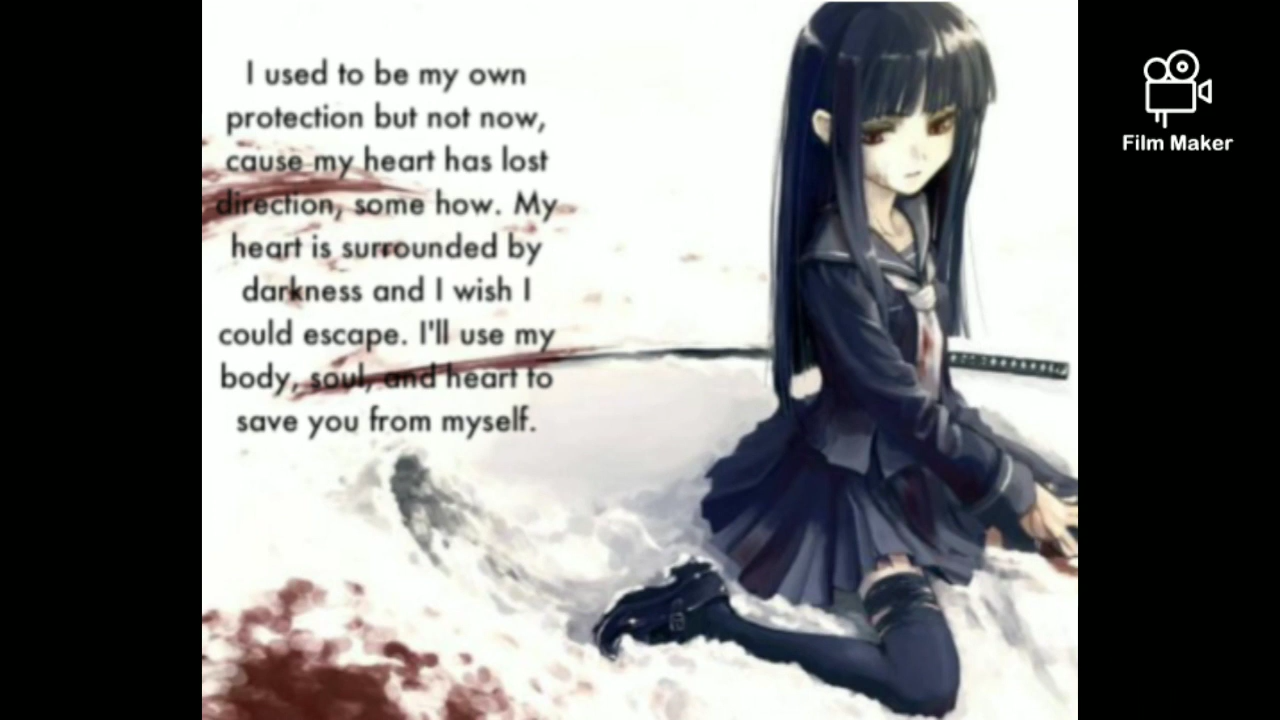 I used to be my own
protection but not now,
cause my heart has lost
direction, some how. My
heart is surrounded by
darkness and I wish I
could escape. I'll use my
body, soul, and heart to
save you from myself.
Film Maker